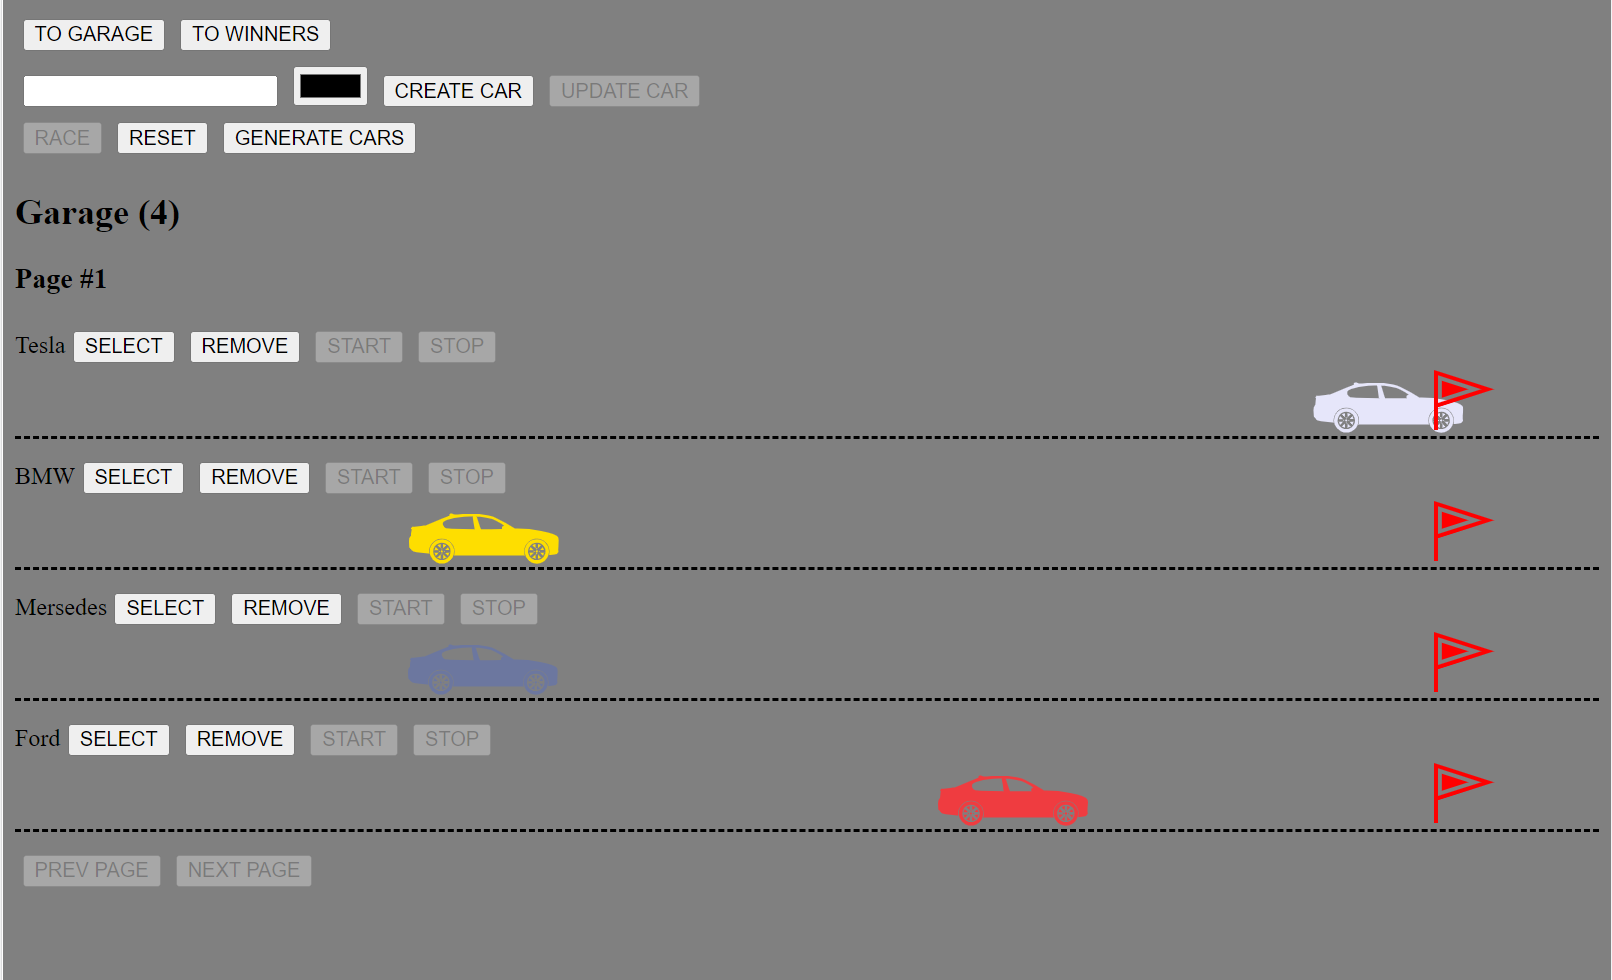 TO GARAGE TO WINNERS
CREATE CAR UPDATE CAR
RACE RESET GENERATE CARS
Garage (4)
Page #1
Tesla SELECT REMOVE START STOP
BMW SELECT REMOVE START STOP
Mersedes SELECT REMOVE START STOP
Ford SELECT REMOVE START STOP
PREV PAGE NEXT PAGE